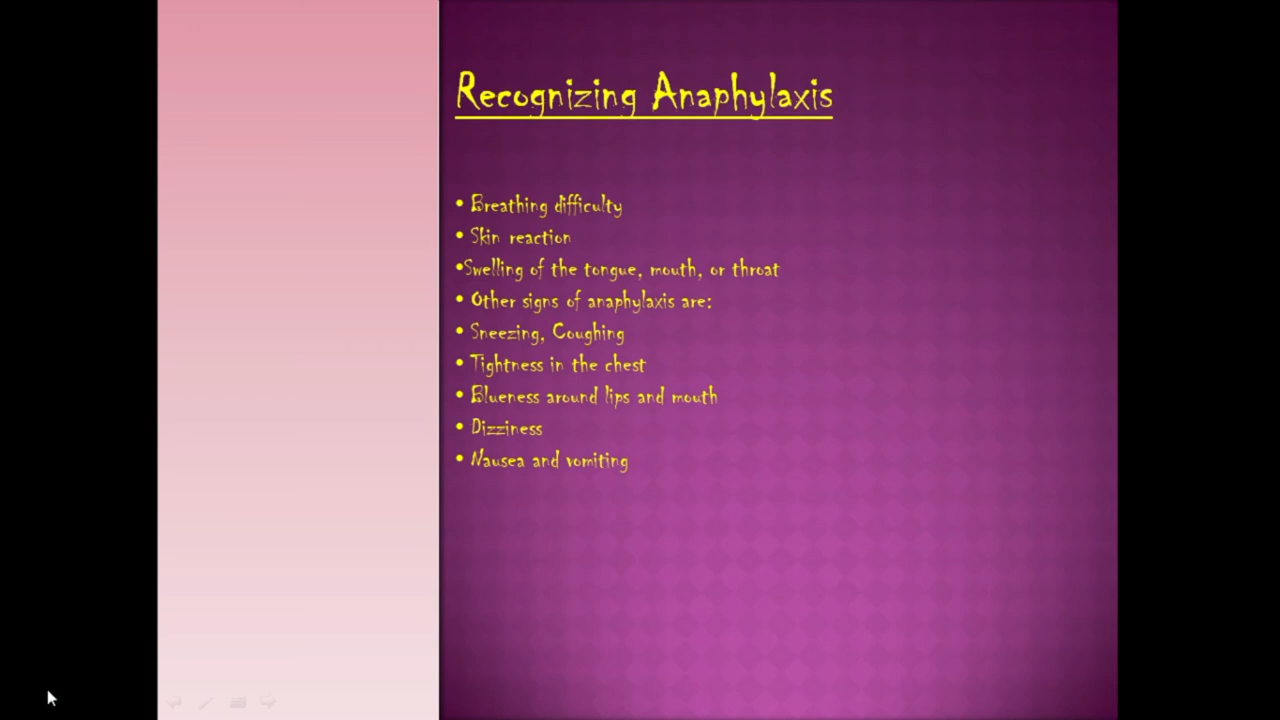 Recognizing Anaphylaxis
• Breathing difficulty
• Skin reaction
•Swelling of the tongue, mouth, or throat
• Other signs of anaphylaxis are:
• Sneezing, Coughing
• Tightness in the chest
• Blueness around lips and mouth
• Dizziness
• Nausea and vomiting